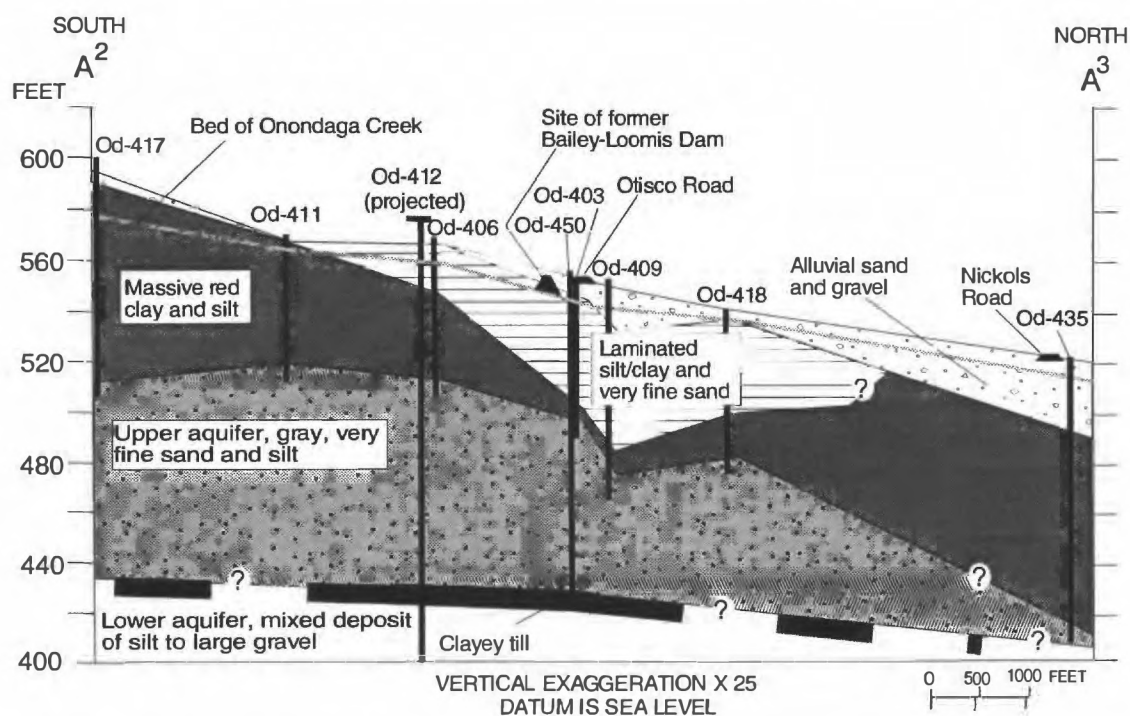 SOUTH
A2
FEET
NORTH
A3
Bed of Onondaga Creek
Site of former
Bailey-Loomis Dam
Od-417
Od-412
(projected)
Od-403
Otisco Road
Od-411
Od-406
Od-450
Od-409
Alluvial sand
and gravel
Nickols
Road
Od-418
Od-435
600
560
520
480
440
400
Massive red
clay and silt
Laminated
silt/clay and
very fine sand
?
Upper aquifer, gray, very
fine sand and silt
?
?
?
?
Lower aquifer, mixed deposit
of silt to large gravel
Clayey till
VERTICAL EXAGGERATION X 25
DATUM IS SEA LEVEL
0 500 1000 FEET